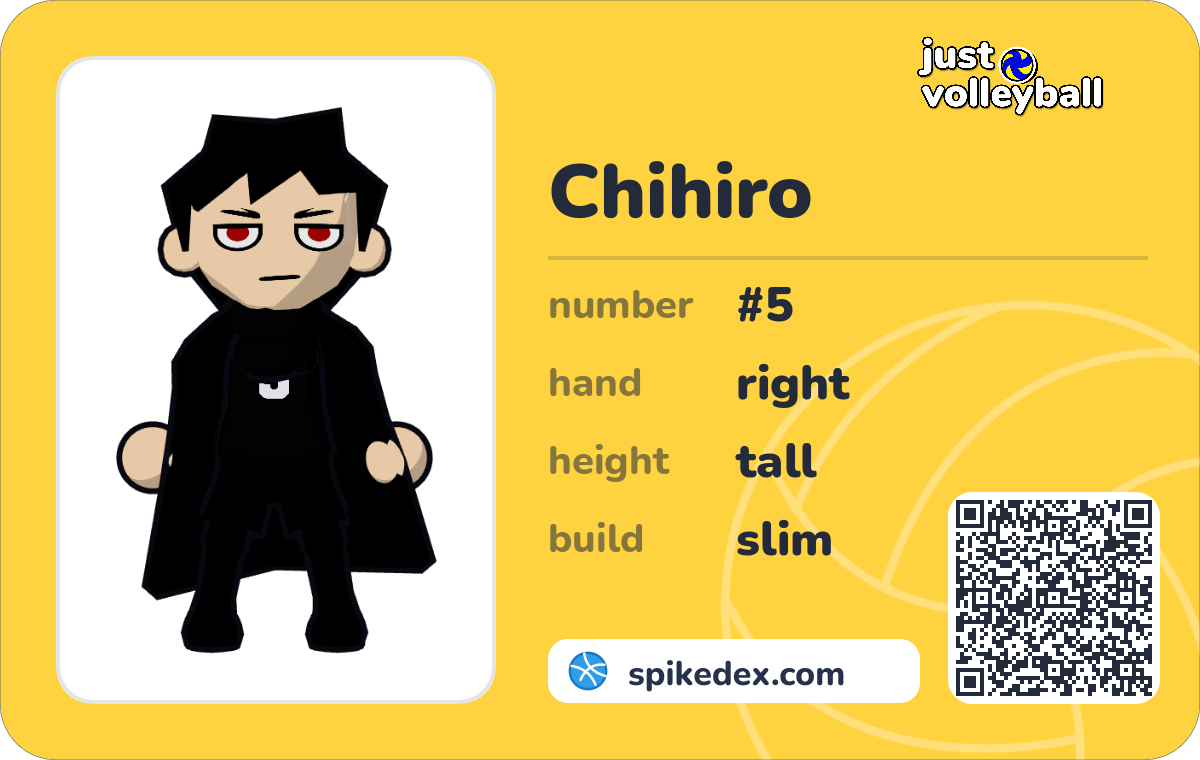 just
volleyball
Chihiro
number #5
hand right
height tall
build slim
spikedex.com